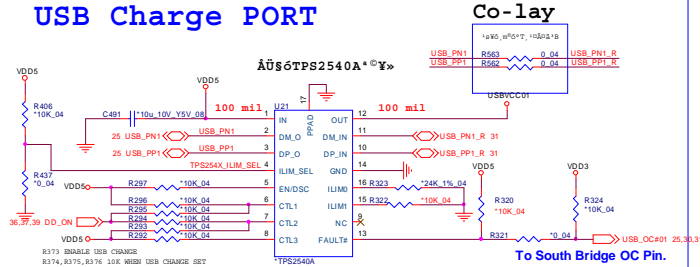 USB Charge PORT
Co-lay
USB_PN1 R563 0_04 USB_PN1_R
USB_PP1 R562 0_04 USB_PP1_R
USBVCC01
VDD5
VDD5
R406
*10K_04
C491 *10u_10V_Y5V_08
100 mil
U21
17
PPAD
100 mil
1 IN OUT 12
25 USB_PN1 USB_PN1 2 DM_O DM_IN 11 USB_PN1_R 31
25 USB_PP1 USB_PP1 3 DP_O DP_IN 10 USB_PP1_R 31
TPS254X_ILIM_SEL 4 ILIM_SEL GND 14
R437
*0_04
VDD5 R297 *10K_04 5 EN/DSC ILIM0 16 R323 *24K_1%_04
R296 *10K_04 6 CTL1 ILIM1 15 R322 *10K_04
R295 *10K_04
36,37,39 DD_ON R294 *10K_04 7 CTL2 NC 9
R293 *10K_04
VDD5 R292 *10K_04 8 CTL3 FAULT# 13
*TPS2540A
VDD5
R320
*10K_04
VDD3
R324
*10K_04
R321 *0_04 USB_OC#01 25,30,3
R373 ENABLE USB CHANGE
R374,R375,R376 10K WHEN USB CHANGE SET
To South Bridge OC Pin.